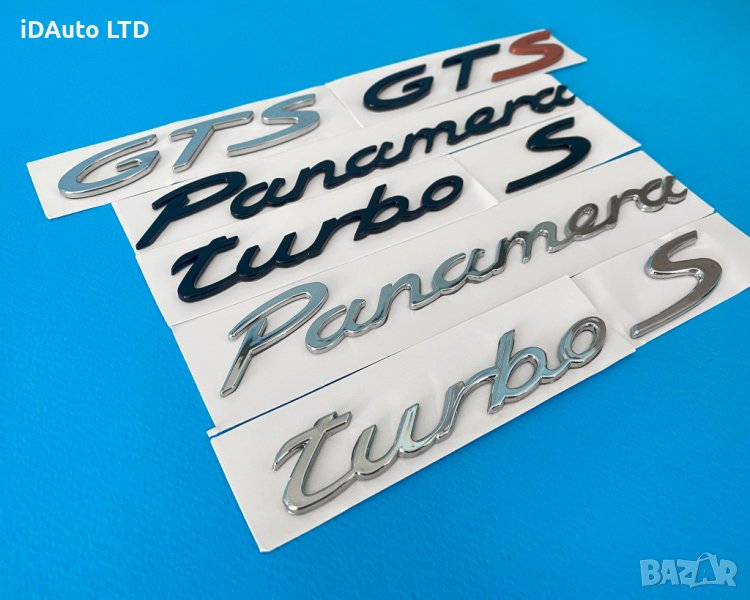 iDAuto LTD
GTS GTS
Panamera
turbo S
Panamera
turbo S
BAZAR